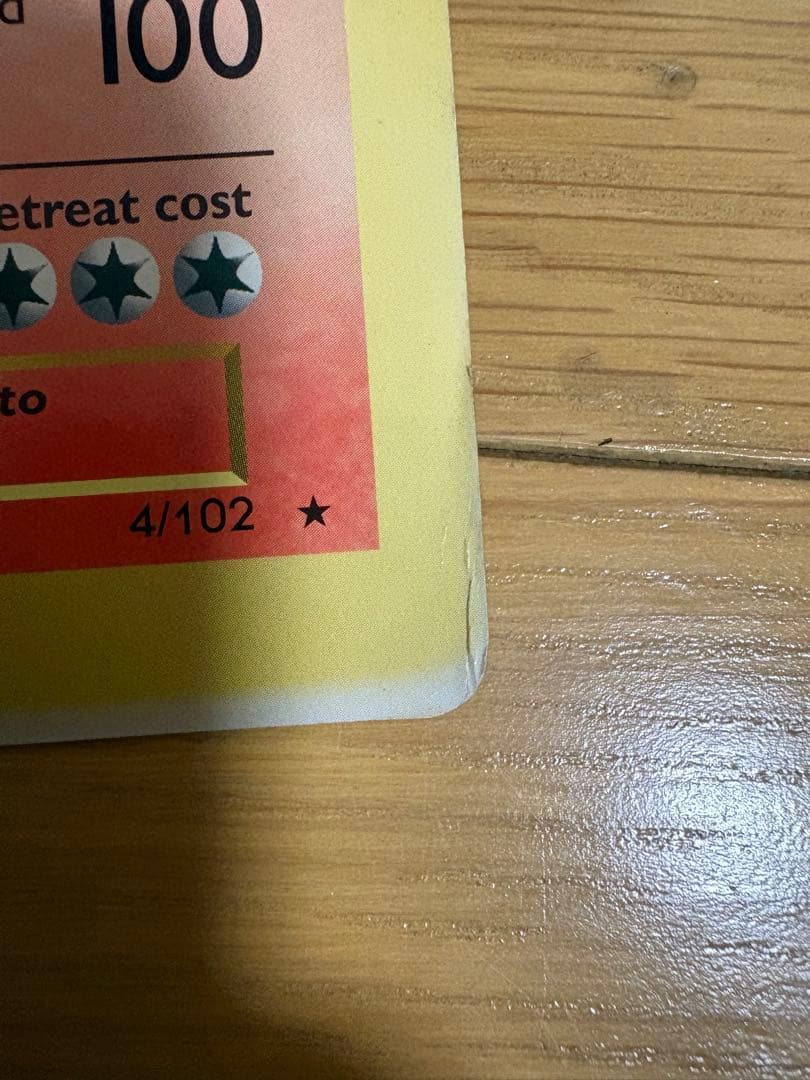 100
etreat cost
to
4/102 ★